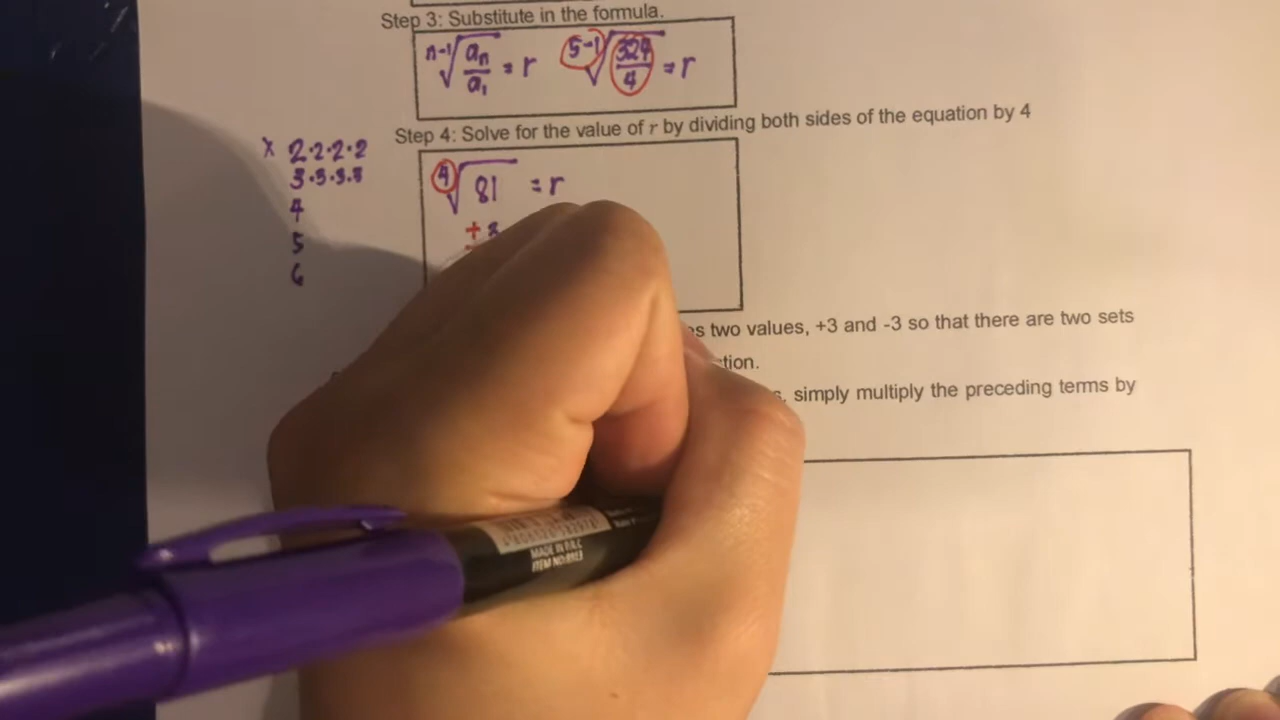 Step 3: Substitute in the formula.
n-1√(an/a1) = r 5-1√(324/4) = r
Step 4: Solve for the value of r by dividing both sides of the equation by 4
x 2·2·2·2
3·3·3·3
4
5
6
4√81 = r
+ 3
two values, +3 and -3 so that there are two sets
simply multiply the preceding terms by
MADE IN P.R.C
ITEM NO: